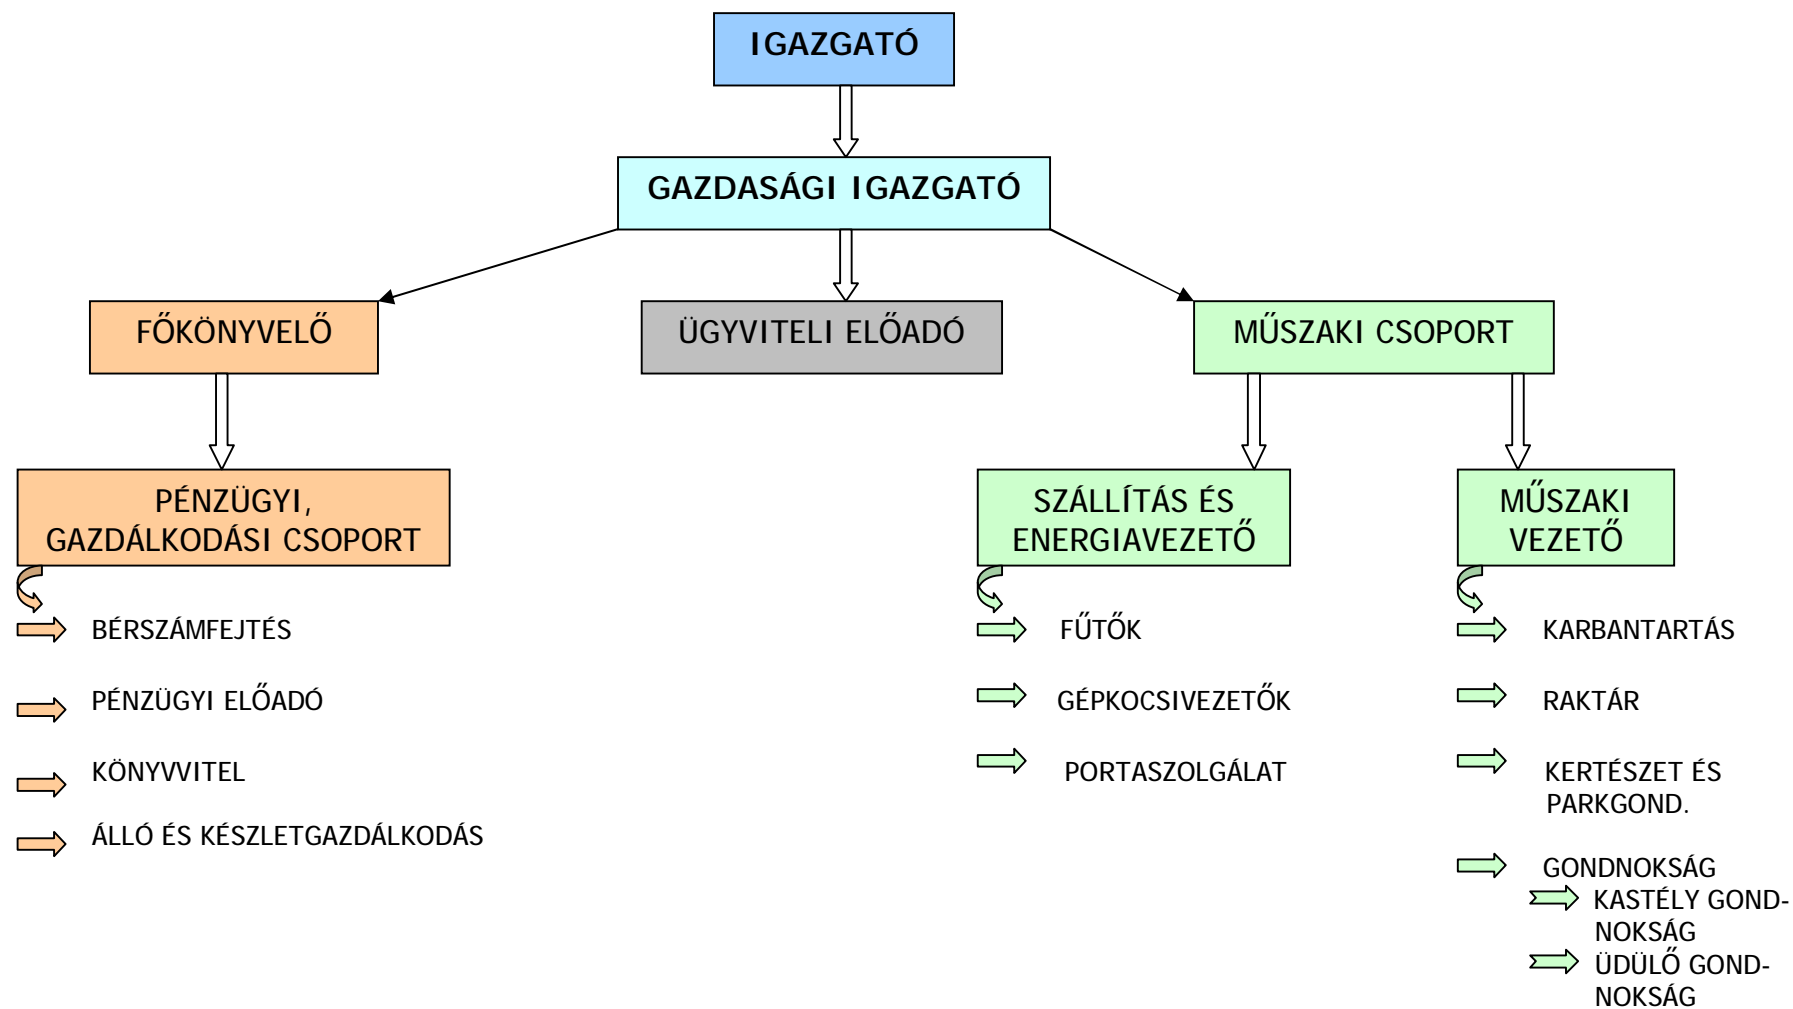 IGAZGATÓ
GAZDASÁGI IGAZGATÓ
FŐKÖNYVELŐ
ÜGYVITELI ELŐADÓ
MŰSZAKI CSOPORT
PÉNZÜGYI,
GAZDÁLKODÁSI CSOPORT
SZÁLLÍTÁS ÉS
ENERGIAVEZETŐ
MŰSZAKI
VEZETŐ
BÉRSZÁMFEJTÉS
PÉNZÜGYI ELŐADÓ
KÖNYVVITEL
ÁLLÓ ÉS KÉSZLETGAZDÁLKODÁS
FŰTŐK
GÉPKOCSIVEZETŐK
PORTASZOLGÁLAT
KARBANTARTÁS
RAKTÁR
KERTÉSZET ÉS
PARKGOND.
GONDNOKSÁG
KASTÉLY GOND-
NOKSÁG
ÜDÜLŐ GOND-
NOKSÁG